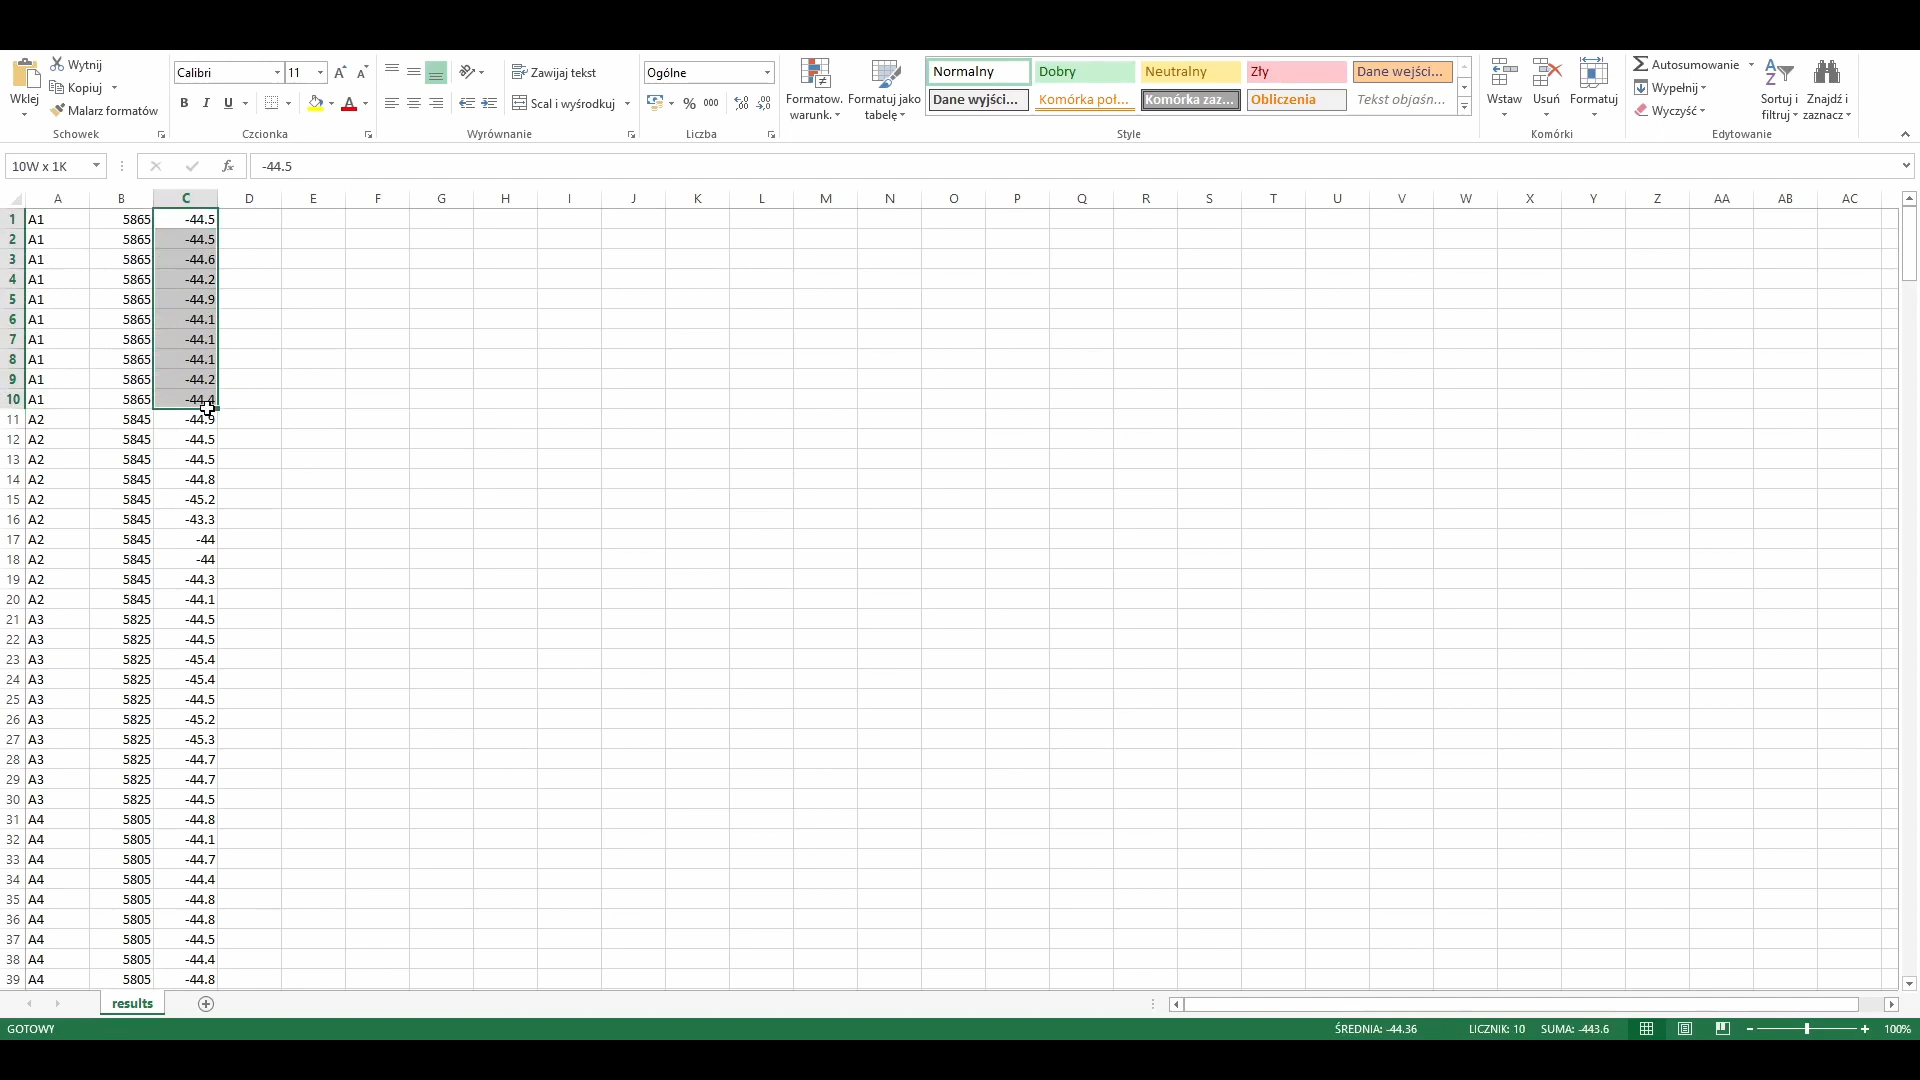 Wytnij
Kopiuj
Malarz formatów
Wklej
Schowek
Calibri 11 A A
B I U A
Czcionka
Zawijaj tekst
Scal i wyśrodkuj
Wyrównanie
Ogólne
% 000
Liczba
Formatow. warunk.
Formatuj jako tabelę
Normalny Dobry Neutralny Zły Dane wejści...
Dane wyjści... Komórka poł... Komórka zaz... Obliczenia Tekst objaśn...
Style
Wstaw Usuń Formatuj
Komórki
Autosumowanie
Wypełnij
Wyczyść
Sortuj i filtruj
Znajdź i zaznacz
Edytowanie
10W x 1K fx -44.5
A B C D E F G H I J K L M N O P Q R S T U V W X Y Z AA AB AC
1 A1 5865 -44.5
2 A1 5865 -44.5
3 A1 5865 -44.6
4 A1 5865 -44.2
5 A1 5865 -44.9
6 A1 5865 -44.1
7 A1 5865 -44.1
8 A1 5865 -44.1
9 A1 5865 -44.2
10 A1 5865 -44.4
11 A2 5845 -44.9
12 A2 5845 -44.5
13 A2 5845 -44.5
14 A2 5845 -44.8
15 A2 5845 -45.2
16 A2 5845 -43.3
17 A2 5845 -44
18 A2 5845 -44
19 A2 5845 -44.3
20 A2 5845 -44.1
21 A3 5825 -44.5
22 A3 5825 -44.5
23 A3 5825 -45.4
24 A3 5825 -45.4
25 A3 5825 -44.5
26 A3 5825 -45.2
27 A3 5825 -45.3
28 A3 5825 -44.7
29 A3 5825 -44.7
30 A3 5825 -44.5
31 A4 5805 -44.8
32 A4 5805 -44.1
33 A4 5805 -44.7
34 A4 5805 -44.4
35 A4 5805 -44.8
36 A4 5805 -44.8
37 A4 5805 -44.5
38 A4 5805 -44.4
39 A4 5805 -44.8
results
GOTOWY ŚREDNIA: -44.36 LICZNIK: 10 SUMA: -443.6 100%